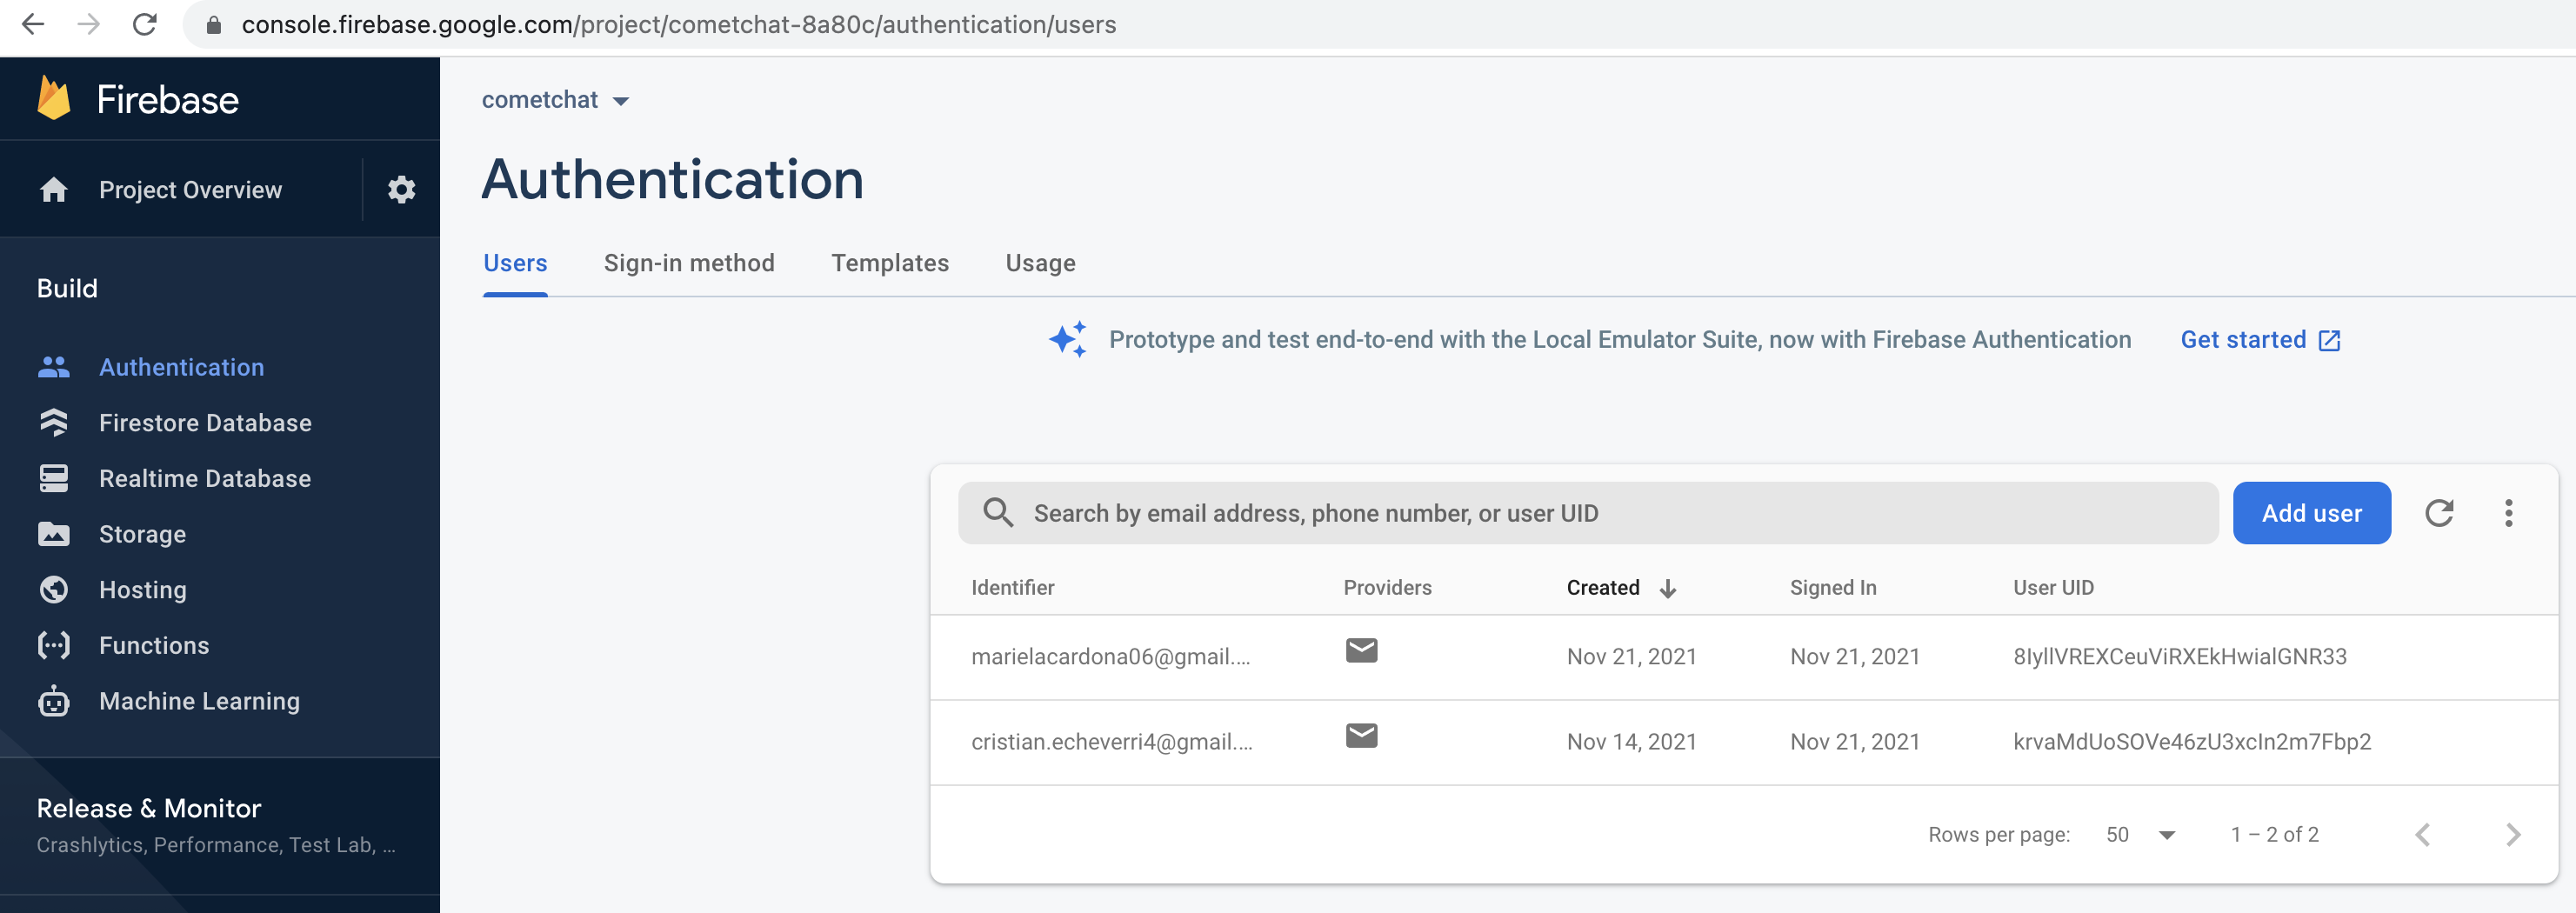 console.firebase.google.com/project/cometchat-8a80c/authentication/users
Firebase
Project Overview
Build
Authentication
Firestore Database
Realtime Database
Storage
Hosting
Functions
Machine Learning
Release & Monitor
Crashlytics, Performance, Test Lab, ...
cometchat
Authentication
Users Sign-in method Templates Usage
Prototype and test end-to-end with the Local Emulator Suite, now with Firebase Authentication Get started
Search by email address, phone number, or user UID Add user
Identifier Providers Created Signed In User UID
marielacardona06@gmail.... Nov 21, 2021 Nov 21, 2021 8IyllVREXCeuViRXEkHwialGNR33
cristian.echeverri4@gmail.... Nov 14, 2021 Nov 21, 2021 krvaMdUoSOVe46zU3xcIn2m7Fbp2
Rows per page: 50 1 – 2 of 2